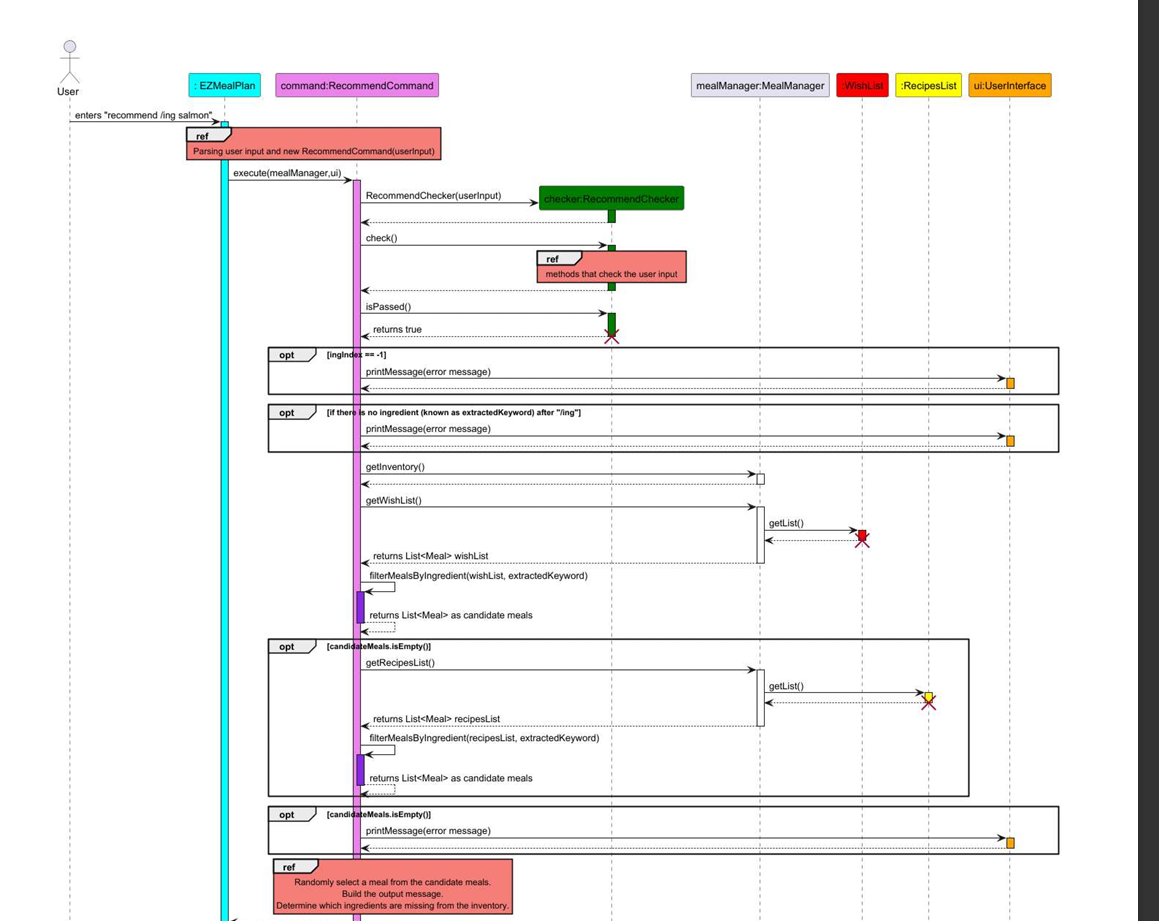 User
: EZMealPlan
command:RecommendCommand
mealManager:MealManager
:WishList
:RecipesList
ui:UserInterface
enters "recommend /ing salmon"
ref
Parsing user input and new RecommendCommand(userInput)
execute(mealManager,ui)
RecommendChecker(userInput)
checker:RecommendChecker
check()
ref
methods that check the user input
isPassed()
returns true
opt
[ingIndex == -1]
printMessage(error message)
opt
[if there is no ingredient (known as extractedKeyword) after "/ing"]
printMessage(error message)
getInventory()
getWishList()
getList()
returns List<Meal> wishList
filterMealsByIngredient(wishList, extractedKeyword)
returns List<Meal> as candidate meals
opt
[candidateMeals.isEmpty()]
getRecipesList()
getList()
returns List<Meal> recipesList
filterMealsByIngredient(recipesList, extractedKeyword)
returns List<Meal> as candidate meals
opt
[candidateMeals.isEmpty()]
printMessage(error message)
ref
Randomly select a meal from the candidate meals.
Build the output message.
Determine which ingredients are missing from the inventory.